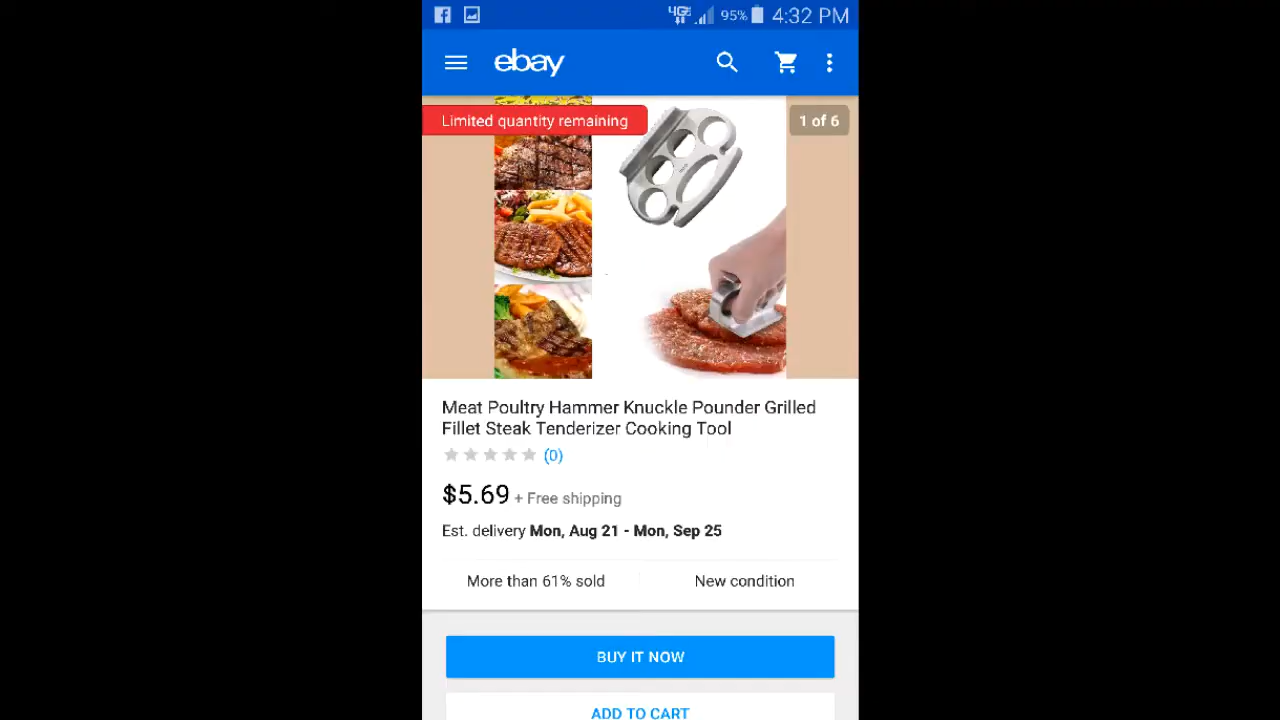 4G 95% 4:32 PM
ebay
Limited quantity remaining
1 of 6
Meat Poultry Hammer Knuckle Pounder Grilled
Fillet Steak Tenderizer Cooking Tool
(0)
$5.69 + Free shipping
Est. delivery Mon, Aug 21 - Mon, Sep 25
More than 61% sold
New condition
BUY IT NOW
ADD TO CART